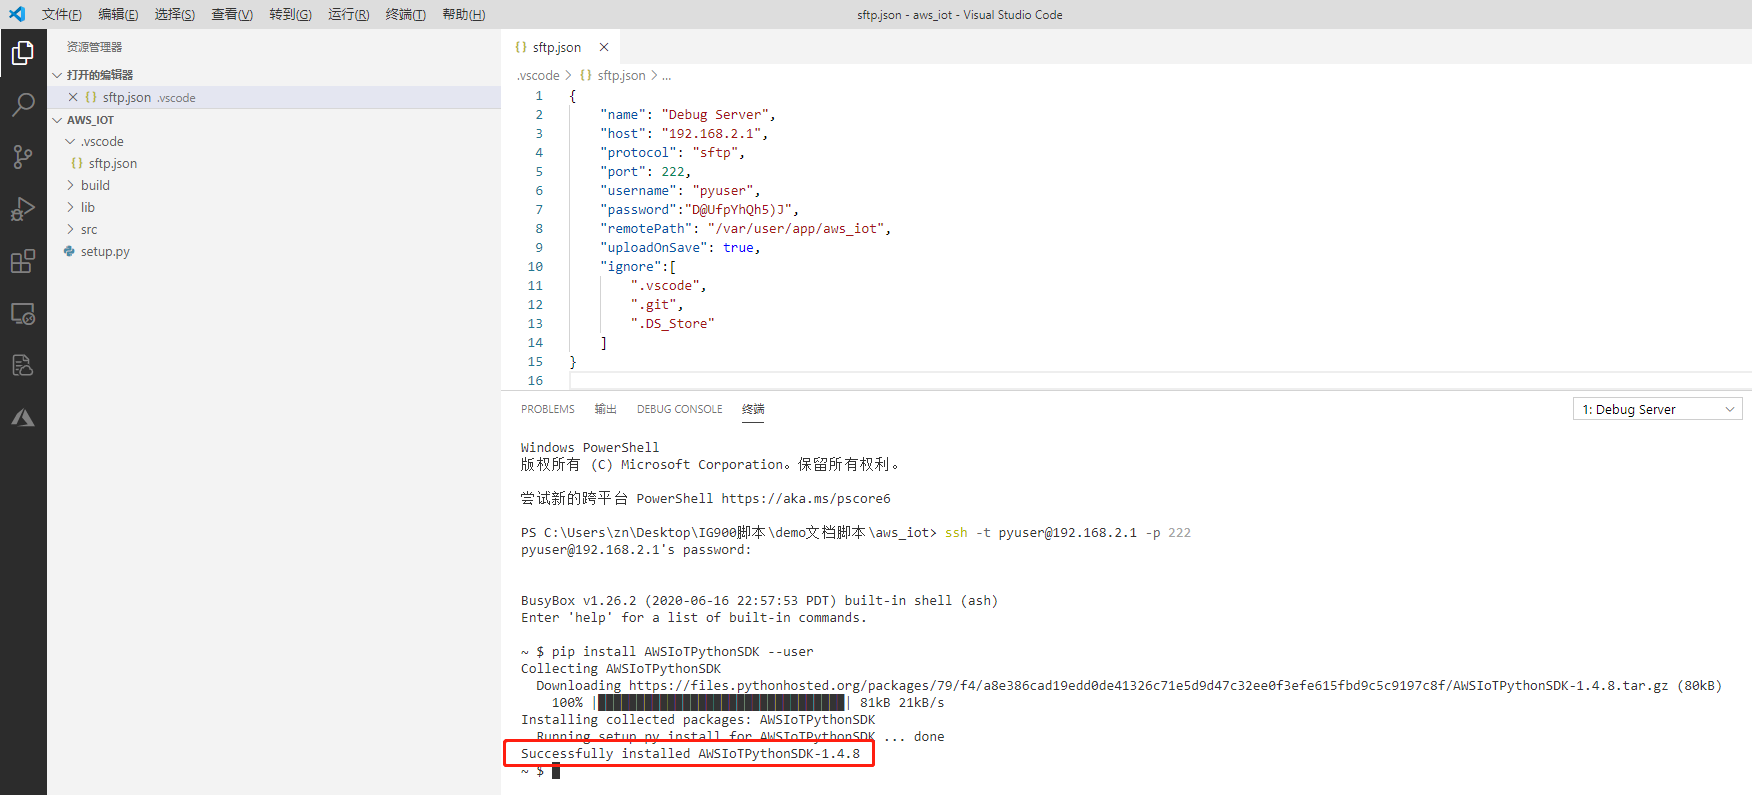 文件(F) 编辑(E) 选择(S) 查看(V) 转到(G) 运行(R) 终端(T) 帮助(H) sftp.json - aws_iot - Visual Studio Code
资源管理器
打开的编辑器
sftp.json .vscode
AWS_IOT
.vscode
{} sftp.json
build
lib
src
setup.py
{} sftp.json
.vscode > {} sftp.json > ...
1 {
2 "name": "Debug Server",
3 "host": "192.168.2.1",
4 "protocol": "sftp",
5 "port": 222,
6 "username": "pyuser",
7 "password":"D@UfpYhQh5)J",
8 "remotePath": "/var/user/app/aws_iot",
9 "uploadOnSave": true,
10 "ignore":[
11 ".vscode",
12 ".git",
13 ".DS_Store"
14 ]
15 }
16
PROBLEMS 输出 DEBUG CONSOLE 终端 1: Debug Server
Windows PowerShell
版权所有 (C) Microsoft Corporation。保留所有权利。
尝试新的跨平台 PowerShell https://aka.ms/pscore6
PS C:\Users\zn\Desktop\IG900脚本\demo文档脚本\aws_iot> ssh -t pyuser@192.168.2.1 -p 222
pyuser@192.168.2.1's password:
BusyBox v1.26.2 (2020-06-16 22:57:53 PDT) built-in shell (ash)
Enter 'help' for a list of built-in commands.
~ $ pip install AWSIoTPythonSDK --user
Collecting AWSIoTPythonSDK
Downloading https://files.pythonhosted.org/packages/79/f4/a8e386cad19edd0de41326c71e5d9d47c32ee0f3efe615fbd9c5c9197c8f/AWSIoTPythonSDK-1.4.8.tar.gz (80kB)
100% |████████████████████████████████| 81kB 21kB/s
Installing collected packages: AWSIoTPythonSDK
Running setup.py install for AWSIoTPythonSDK ... done
Successfully installed AWSIoTPythonSDK-1.4.8
~ $